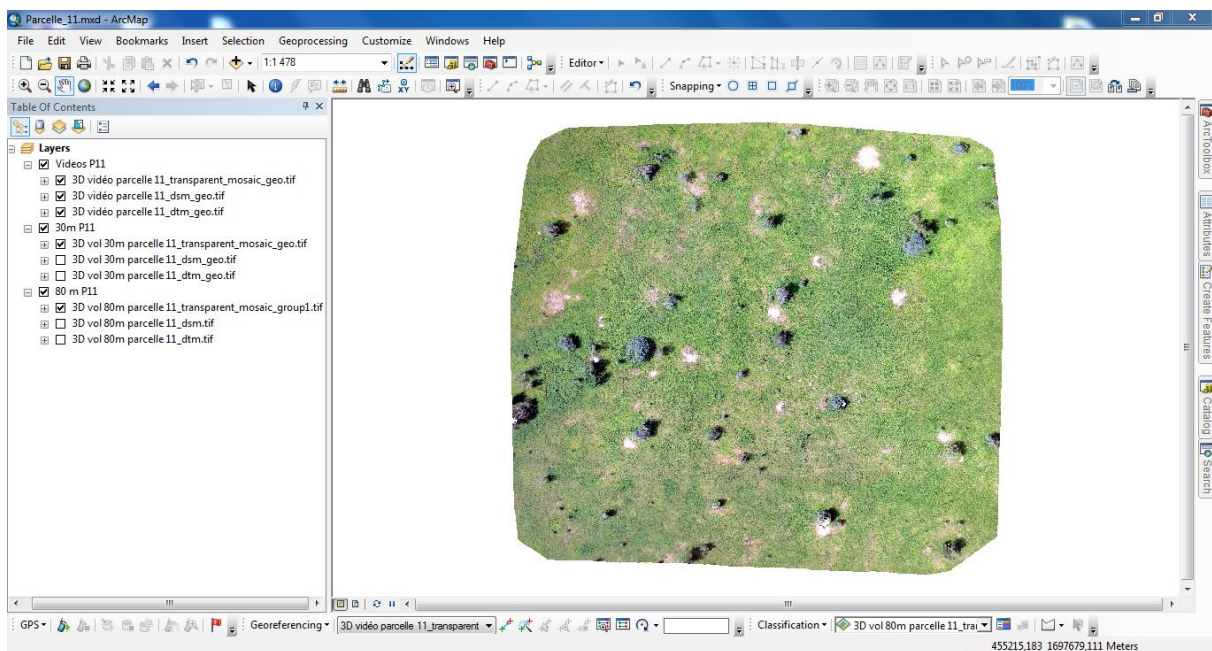 Parcelle_11.mxd - ArcMap
File Edit View Bookmarks Insert Selection Geoprocessing Customize Windows Help
1:1 478 Editor
Snapping 100%
Table Of Contents
Layers
Videos P11
3D vidéo parcelle 11_transparent_mosaic_geo.tif
3D vidéo parcelle 11_dsm_geo.tif
3D vidéo parcelle 11_dtm_geo.tif
30m P11
3D vol 30m parcelle 11_transparent_mosaic_geo.tif
3D vol 30m parcelle 11_dsm_geo.tif
3D vol 30m parcelle 11_dtm_geo.tif
80 m P11
3D vol 80m parcelle 11_transparent_mosaic_group1.tif
3D vol 80m parcelle 11_dsm.tif
3D vol 80m parcelle 11_dtm.tif
ArcToolbox
Attributes
Create Features
Catalog
Search
GPS Georeferencing 3D vidéo parcelle 11_transparent Classification 3D vol 80m parcelle 11_tra
455215,183 1697679,111 Meters